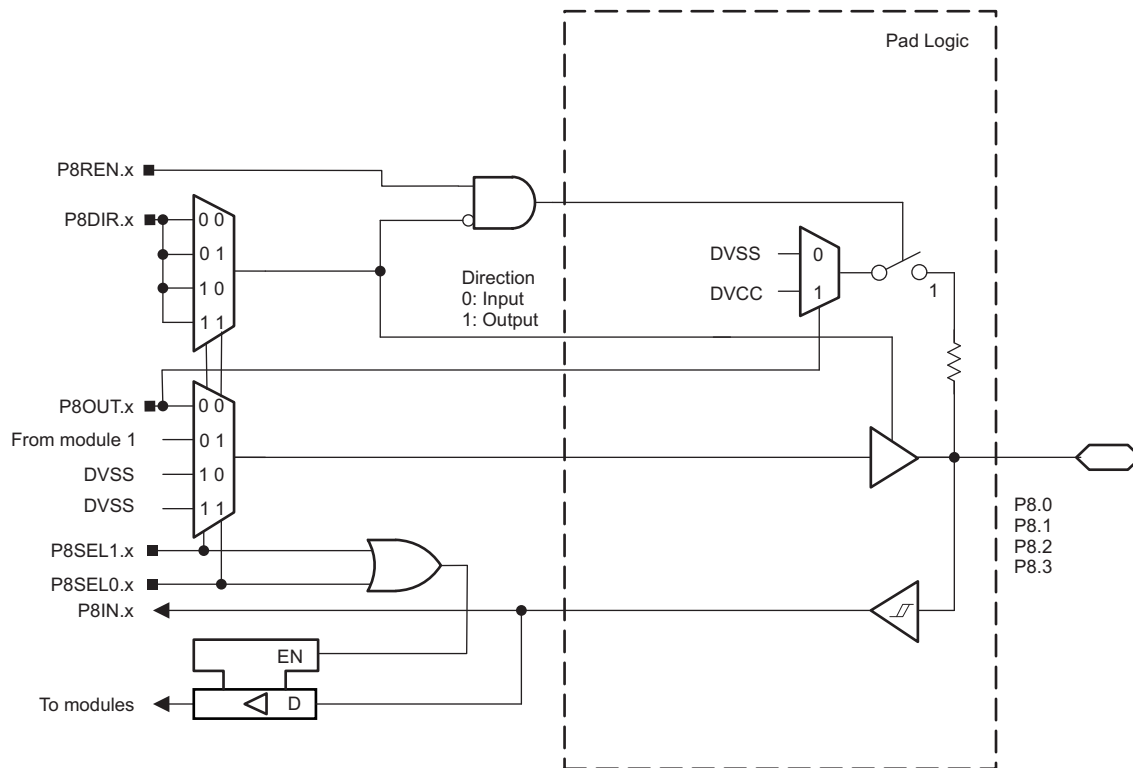 Pad Logic
P8REN.x
P8DIR.x
0 0
0 1
1 0
1 1
Direction
0: Input
1: Output
DVSS
0
DVCC
1
1
P8OUT.x
0 0
From module 1
0 1
DVSS
1 0
DVSS
1 1
P8.0
P8.1
P8.2
P8.3
P8SEL1.x
P8SEL0.x
P8IN.x
EN
To modules
D